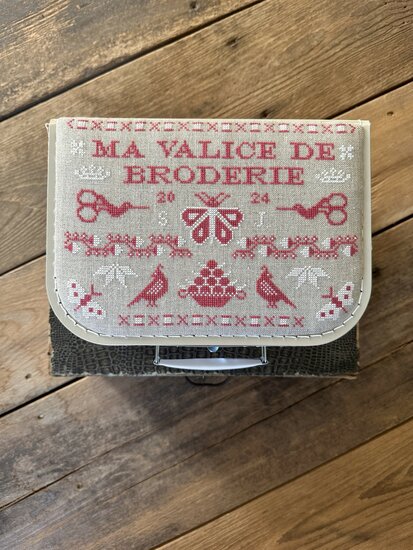 MA VALICE DE
BRODERIE
20 24
S J